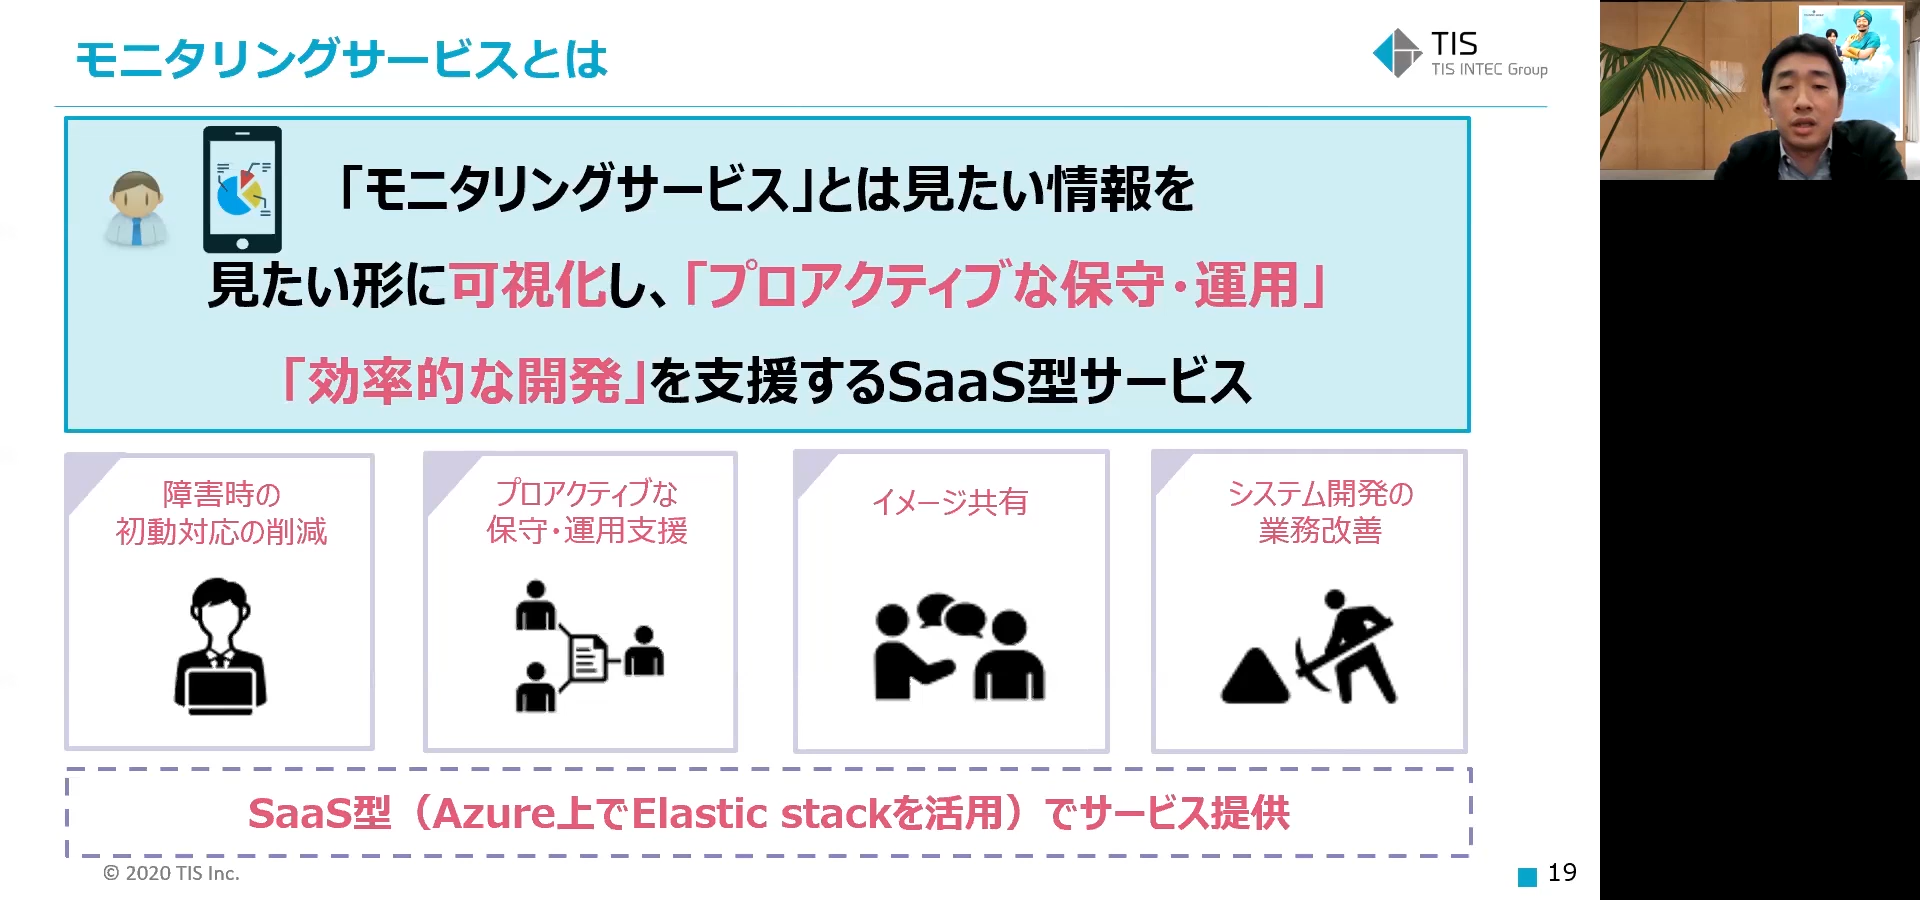 モニタリングサービスとは
TIS
TIS INTEC Group
「モニタリングサービス」とは見たい情報を
見たい形に可視化し、「プロアクティブな保守・運用」
「効率的な開発」を支援するSaaS型サービス
障害時の
初動対応の削減
プロアクティブな
保守・運用支援
イメージ共有
システム開発の
業務改善
SaaS型（Azure上でElastic stackを活用）でサービス提供
© 2020 TIS Inc.
19